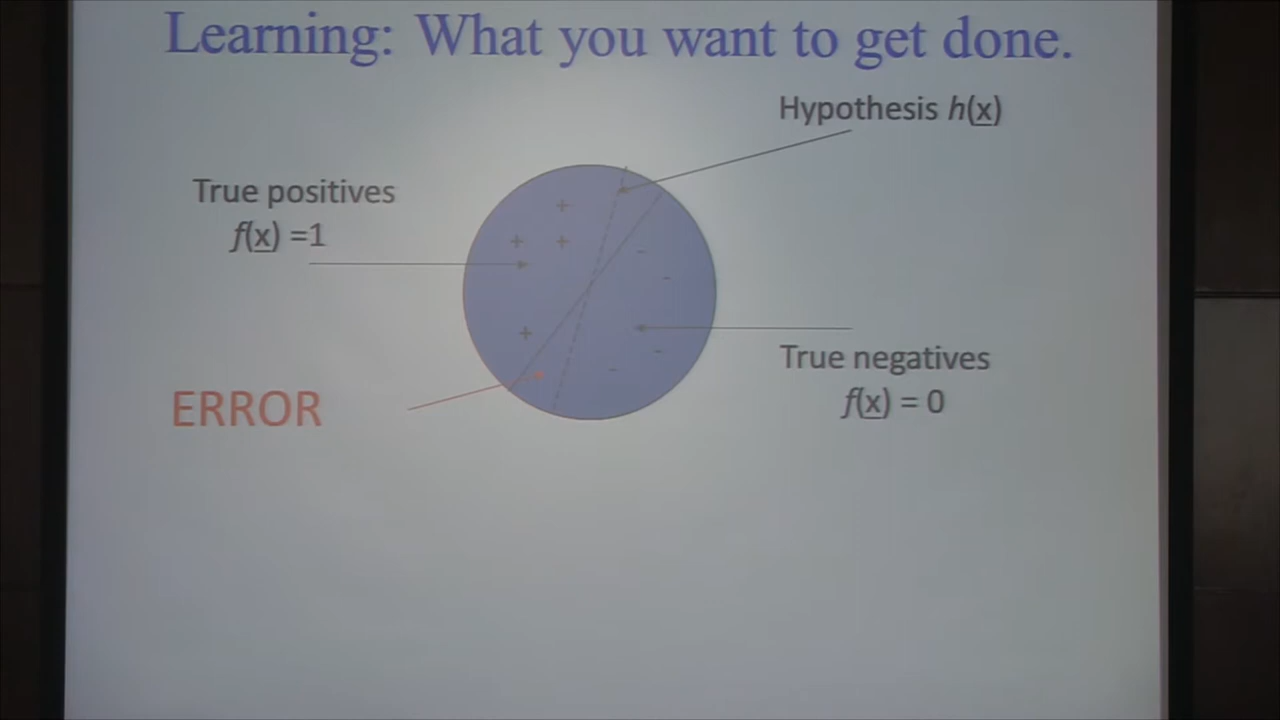 Learning: What you want to get done.
Hypothesis h(x)
True positives
f(x) =1
+
+ +
-
-
+
-
-
True negatives
f(x) = 0
ERROR